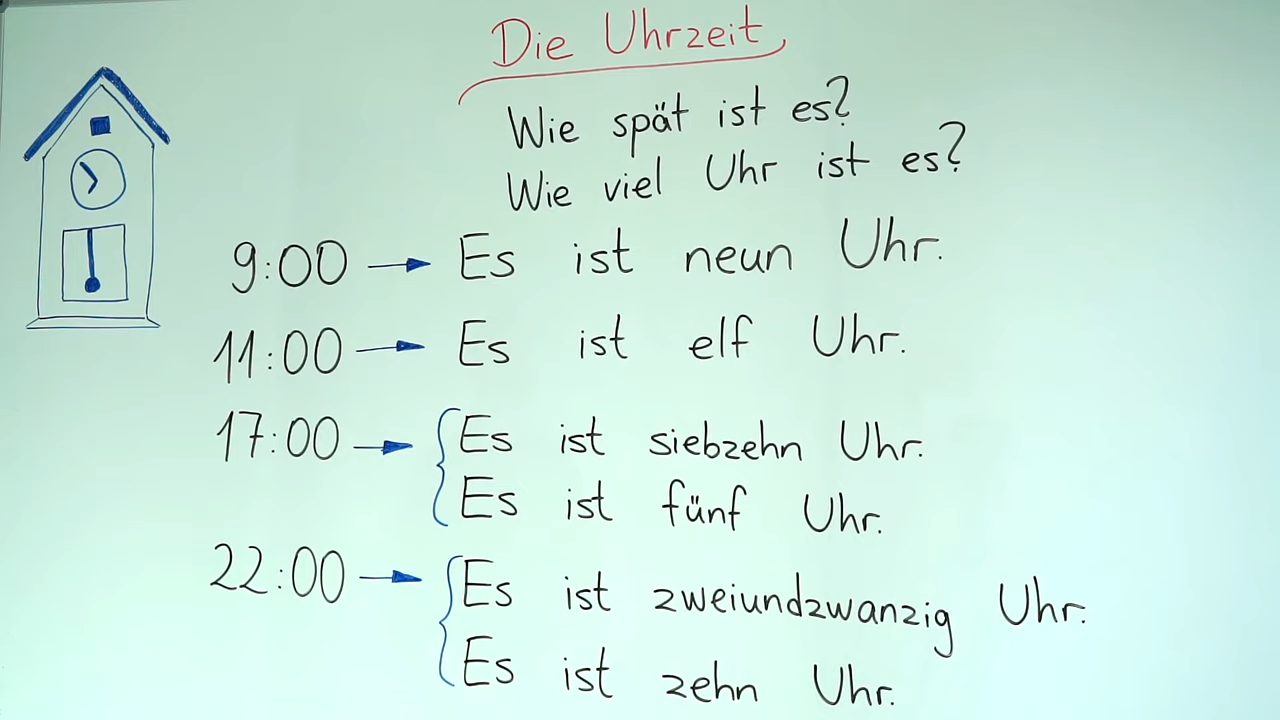 Die Uhrzeit
Wie spät ist es?
Wie viel Uhr ist es?
9:00 → Es ist neun Uhr.
11:00 → Es ist elf Uhr.
17:00 → { Es ist siebzehn Uhr.
Es ist fünf Uhr.
22:00 → { Es ist zweiundzwanzig Uhr.
Es ist zehn Uhr.